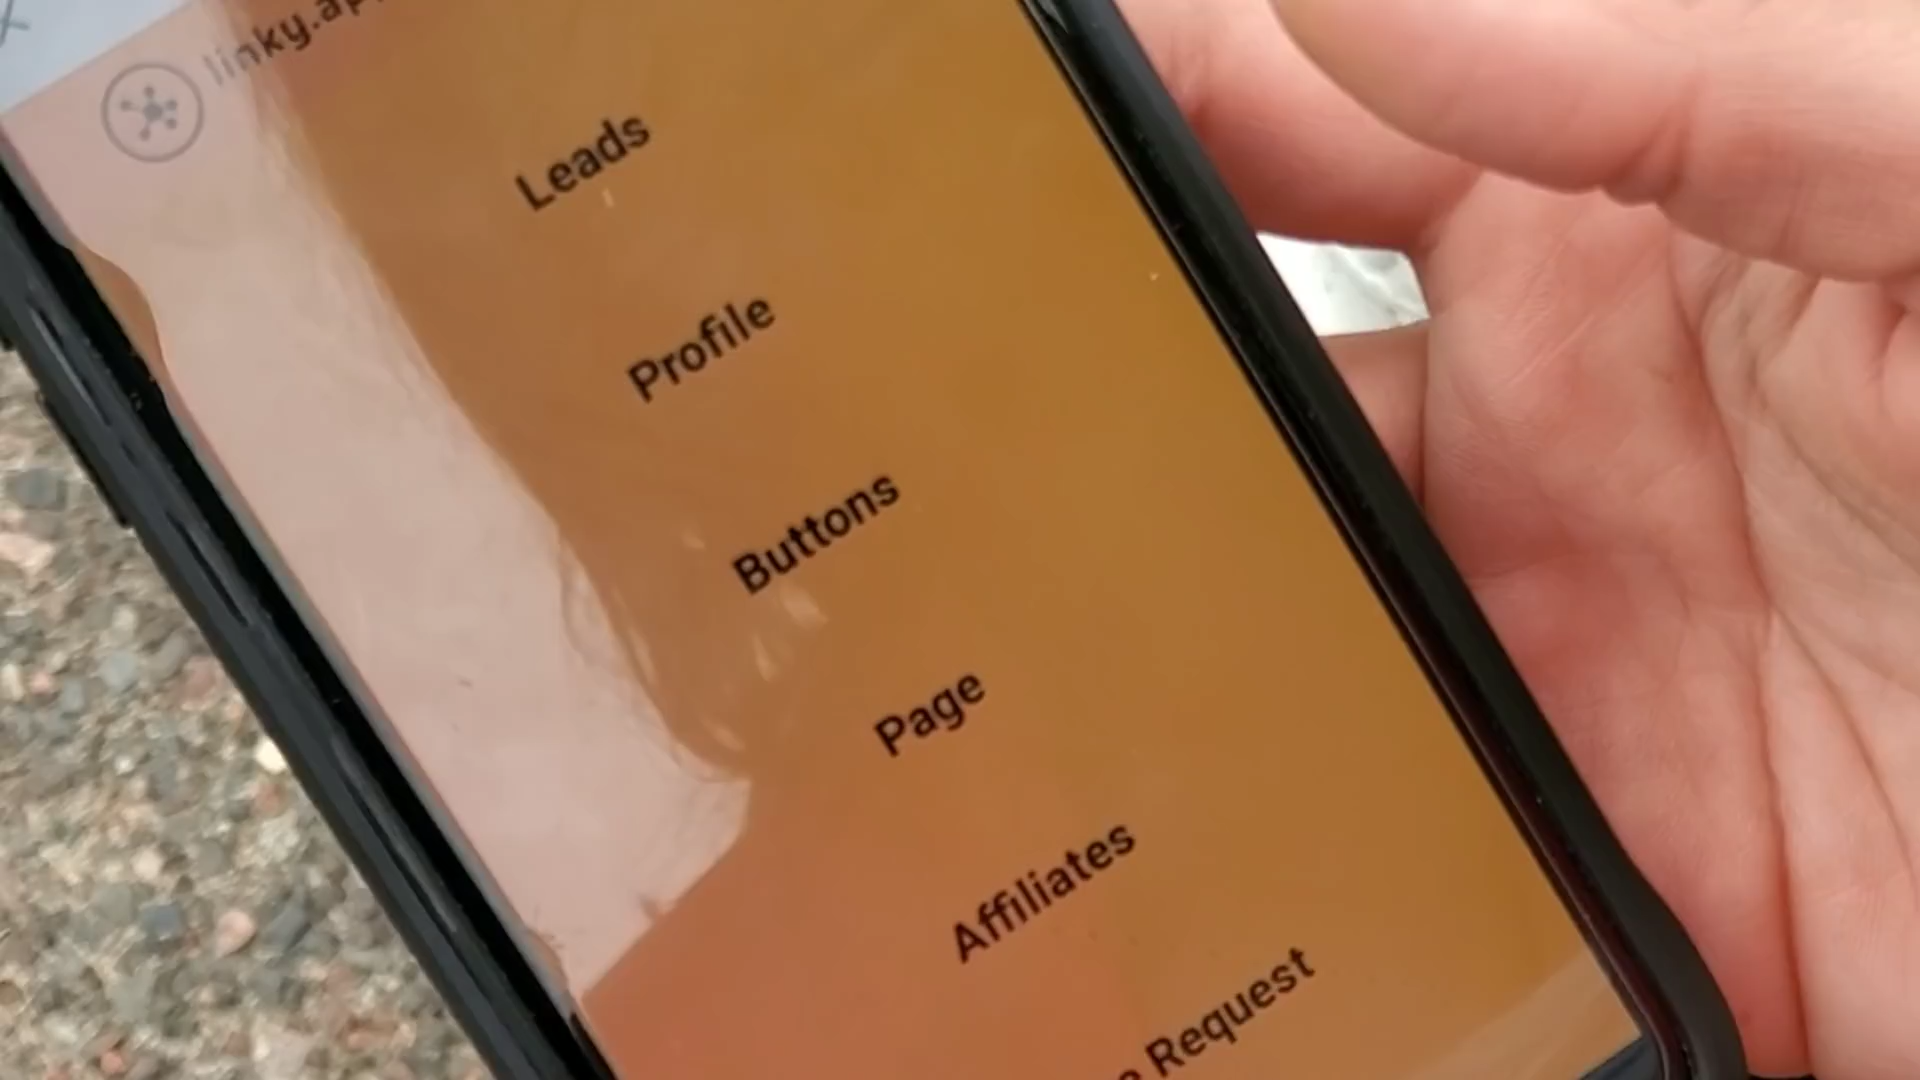 Leads
Profile
Buttons
Page
Affiliates
Request